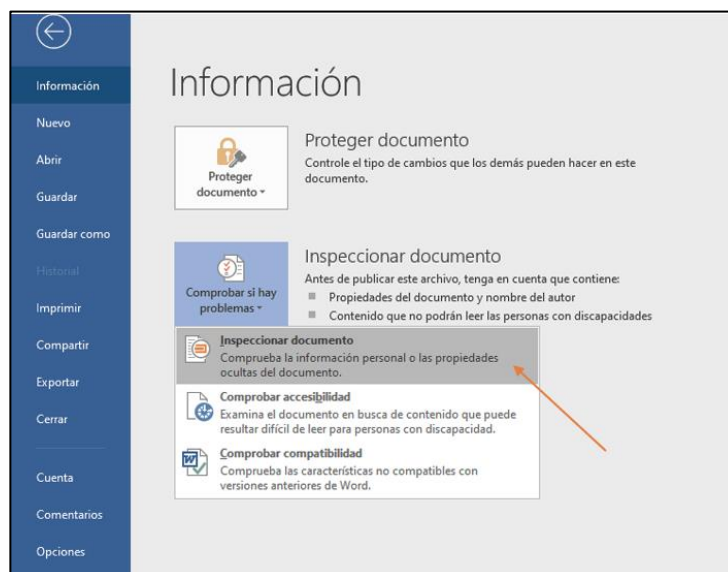 Información
Nuevo
Abrir
Guardar
Guardar como
Historial
Imprimir
Compartir
Exportar
Cerrar
Cuenta
Comentarios
Opciones
Información
Proteger
documento
Proteger documento
Controle el tipo de cambios que los demás pueden hacer en este
documento.
Comprobar si hay
problemas
Inspeccionar documento
Antes de publicar este archivo, tenga en cuenta que contiene:
Propiedades del documento y nombre del autor
Contenido que no podrán leer las personas con discapacidades
Inspeccionar documento
Comprueba la información personal o las propiedades
ocultas del documento.
Comprobar accesibilidad
Examina el documento en busca de contenido que puede
resultar difícil de leer para personas con discapacidad.
Comprobar compatibilidad
Comprueba las características no compatibles con
versiones anteriores de Word.